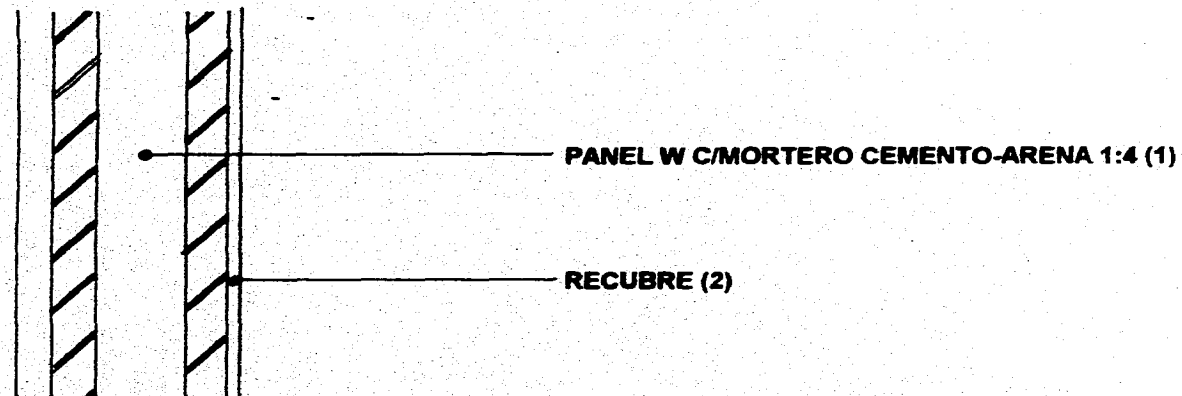 PANEL W C/MORTERO CEMENTO-ARENA 1:4 (1)
RECUBRE (2)